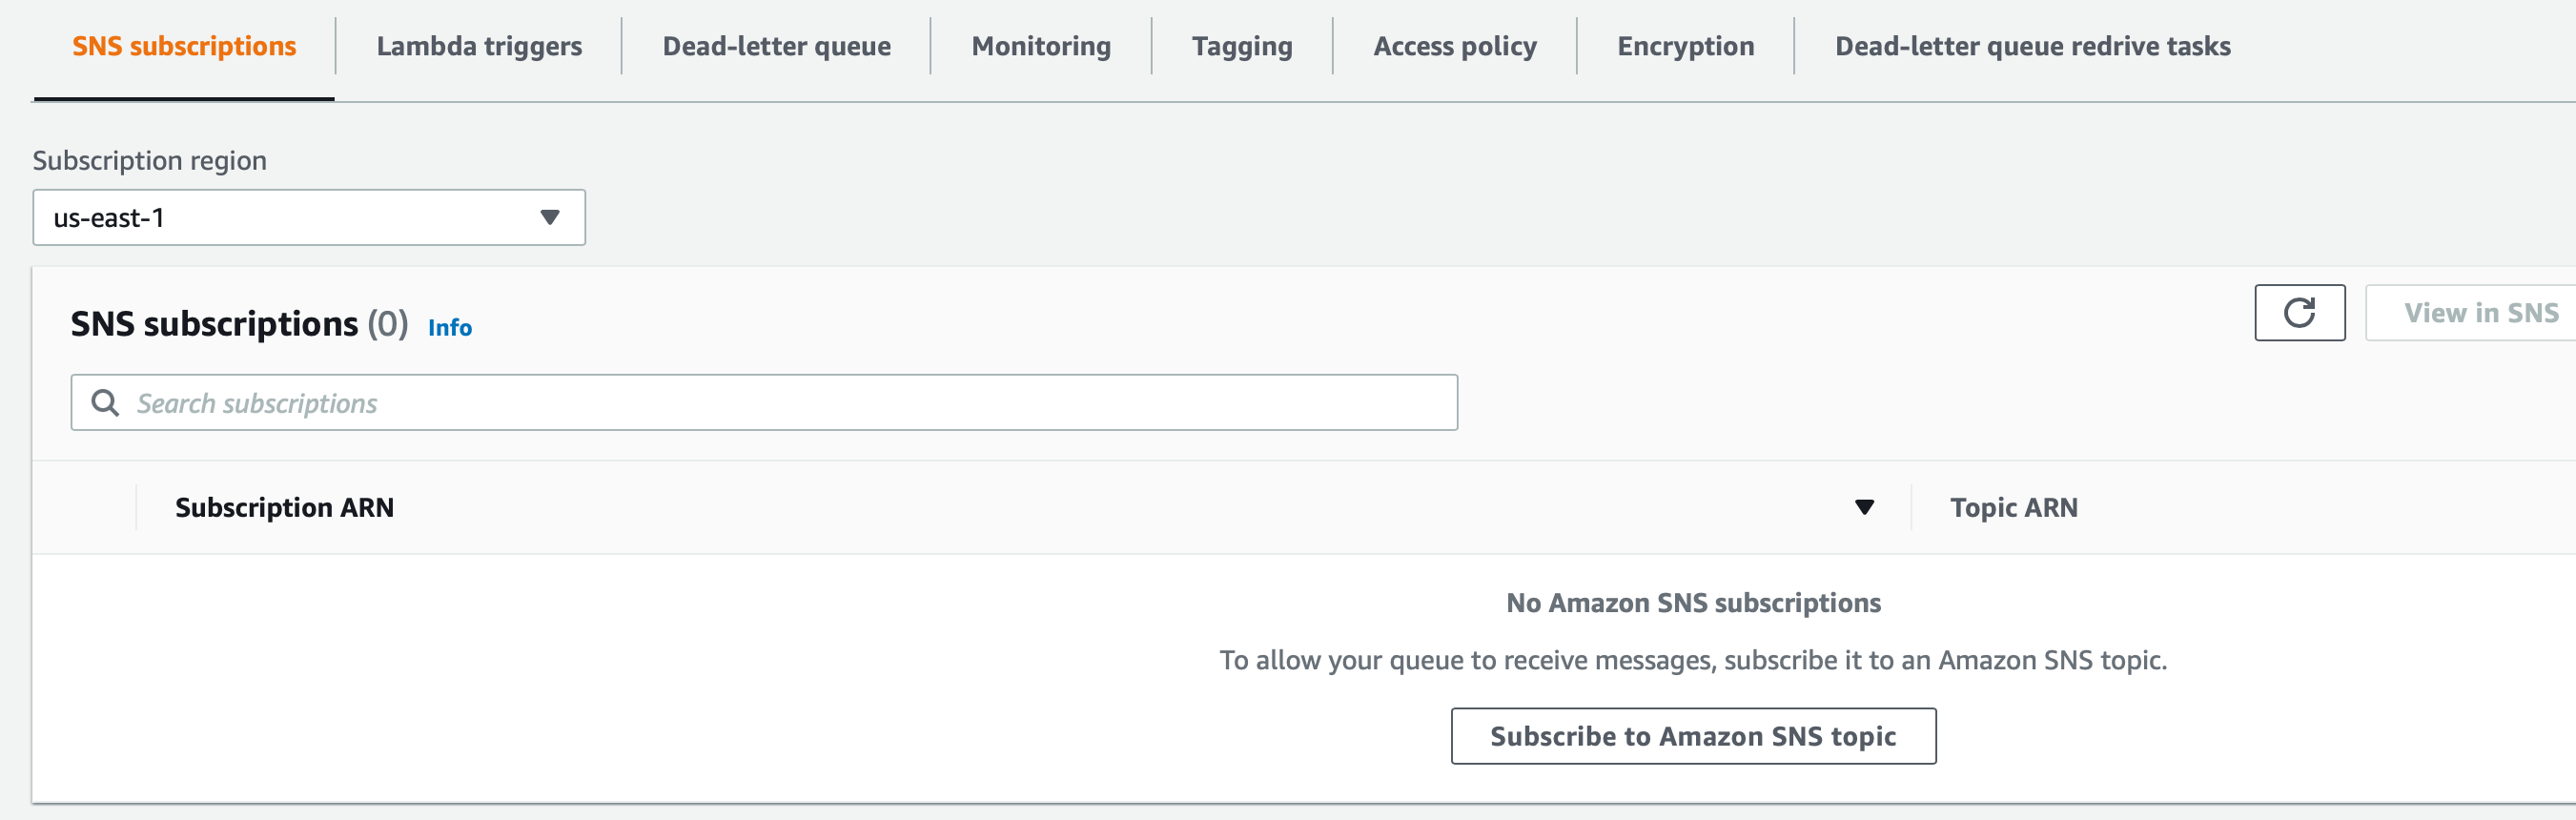 SNS subscriptions Lambda triggers Dead-letter queue Monitoring Tagging Access policy Encryption Dead-letter queue redrive tasks
Subscription region
us-east-1
SNS subscriptions (0) Info View in SNS
Search subscriptions
Subscription ARN Topic ARN
No Amazon SNS subscriptions
To allow your queue to receive messages, subscribe it to an Amazon SNS topic.
Subscribe to Amazon SNS topic